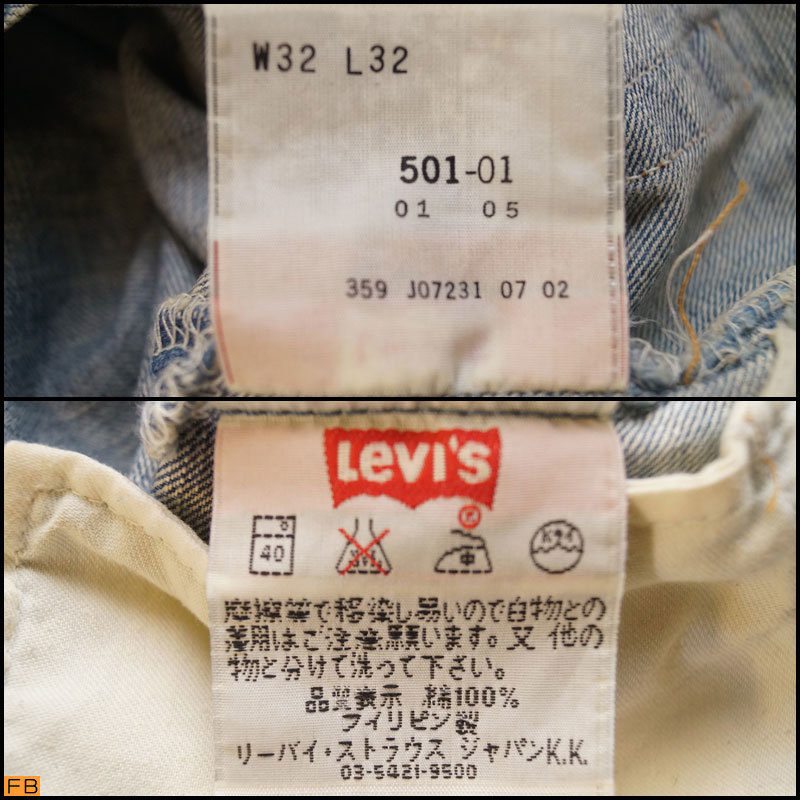 W32 L32
501-01
01 05
359 J07231 07 02
LEVI'S
R
40
ドライ
中
摩擦等で移染し易いので白物との
着用はご注意願います。又 他の
物と分けて洗って下さい。
品質表示 綿100%
フィリピン製
リーバイ・ストラウス ジャパンK.K.
03-5421-9500
FB